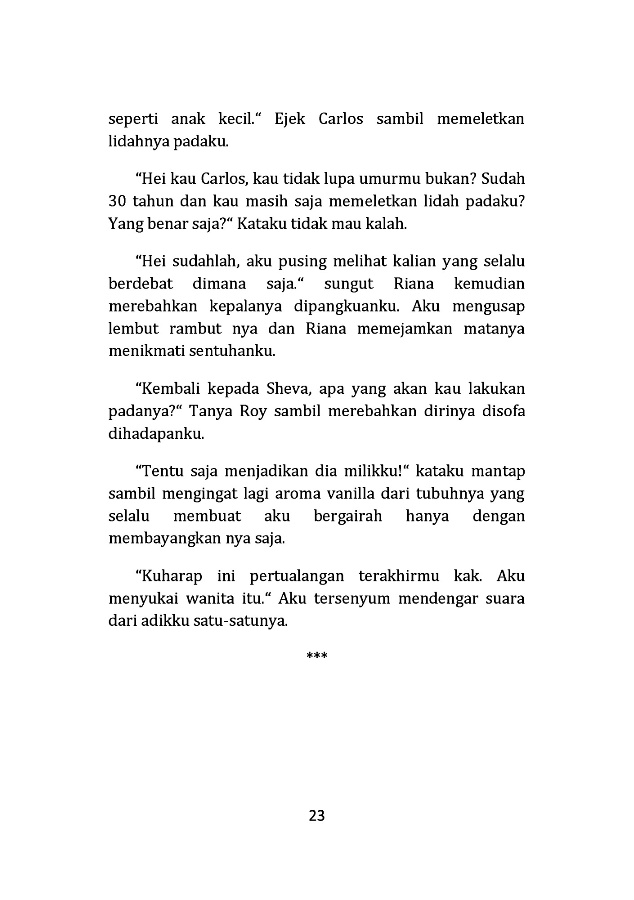 seperti anak kecil.“ Ejek Carlos sambil memeletkan
lidahnya padaku.
“Hei kau Carlos, kau tidak lupa umurmu bukan? Sudah
30 tahun dan kau masih saja memeletkan lidah padaku?
Yang benar saja?“ Kataku tidak mau kalah.
“Hei sudahlah, aku pusing melihat kalian yang selalu
berdebat dimana saja.“ sungut Riana kemudian
merebahkan kepalanya dipangkuanku. Aku mengusap
lembut rambut nya dan Riana memejamkan matanya
menikmati sentuhanku.
“Kembali kepada Sheva, apa yang akan kau lakukan
padanya?“ Tanya Roy sambil merebahkan dirinya disofa
dihadapanku.
“Tentu saja menjadikan dia milikku!“ kataku mantap
sambil mengingat lagi aroma vanilla dari tubuhnya yang
selalu membuat aku bergairah hanya dengan
membayangkan nya saja.
“Kuharap ini pertualangan terakhirmu kak. Aku
menyukai wanita itu.“ Aku tersenyum mendengar suara
dari adikku satu-satunya.
***
23